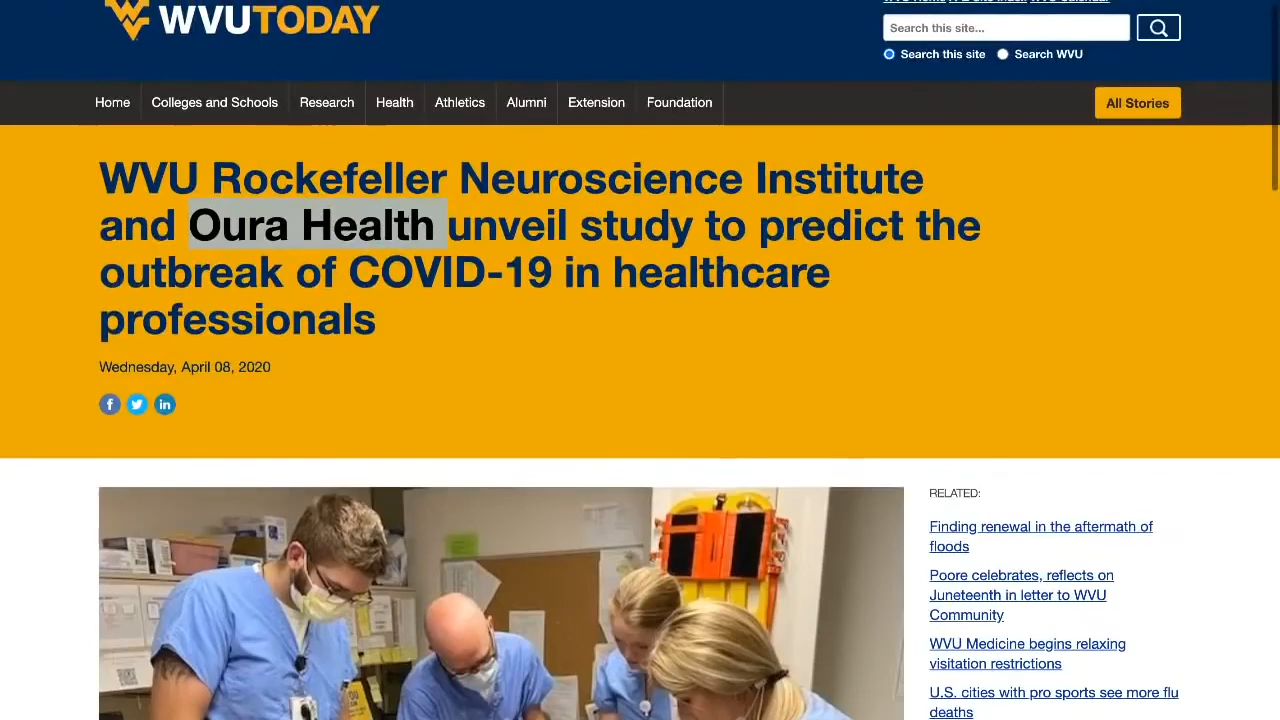 WVUTODAY
Search this site...
Search this site
Search WVU
Home
Colleges and Schools
Research
Health
Athletics
Alumni
Extension
Foundation
All Stories
WVU Rockefeller Neuroscience Institute
and Oura Health unveil study to predict the
outbreak of COVID-19 in healthcare
professionals
Wednesday, April 08, 2020
RELATED:
Finding renewal in the aftermath of
floods
Poore celebrates, reflects on
Juneteenth in letter to WVU
Community
WVU Medicine begins relaxing
visitation restrictions
U.S. cities with pro sports see more flu
deaths